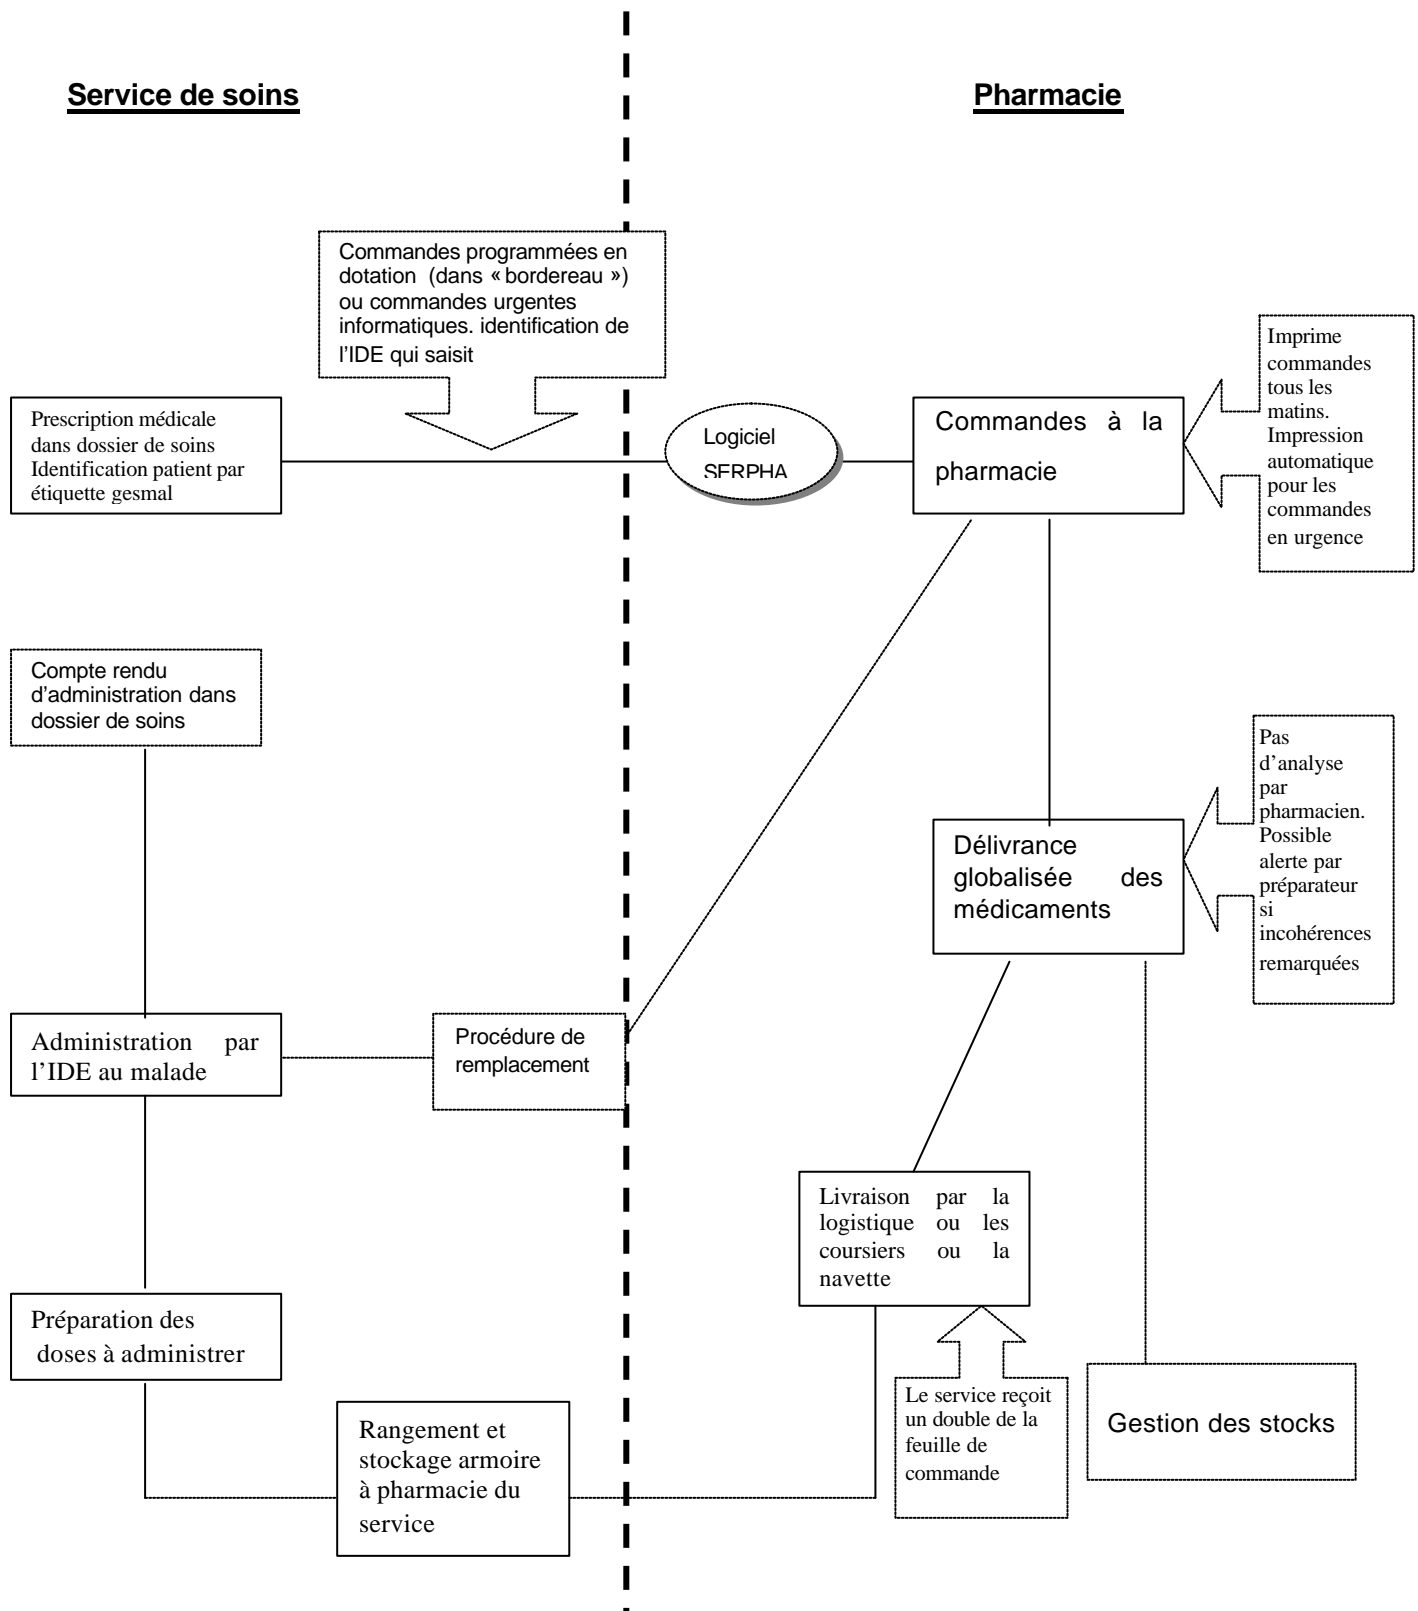 Service de soins
Pharmacie
Commandes programmées en
dotation (dans « bordereau »)
ou commandes urgentes
informatiques. identification de
l’IDE qui saisit
Imprime
commandes
tous les
matins.
Impression
automatique
pour les
commandes
en urgence
Prescription médicale
dans dossier de soins
Identification patient par
étiquette gesmal
Logiciel
SERPHA
Commandes à la
pharmacie
Compte rendu
d’administration dans
dossier de soins
Pas
d’analyse
par
pharmacien.
Possible
alerte par
préparateur
si
incohérences
remarquées
Délivrance
globalisée des
médicaments
Administration par
l’IDE au malade
Procédure de
remplacement
Livraison par la
logistique ou les
coursiers ou la
navette
Préparation des
doses à administrer
Le service reçoit
un double de la
feuille de
commande
Gestion des stocks
Rangement et
stockage armoire
à pharmacie du
service